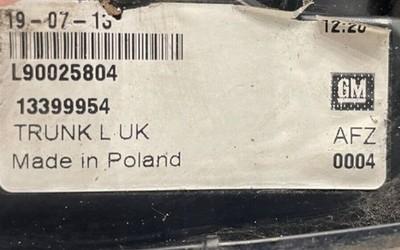 19-07-13
12:20
L90025804
GM
13399954
TRUNK L UK
AFZ
Made in Poland
0004